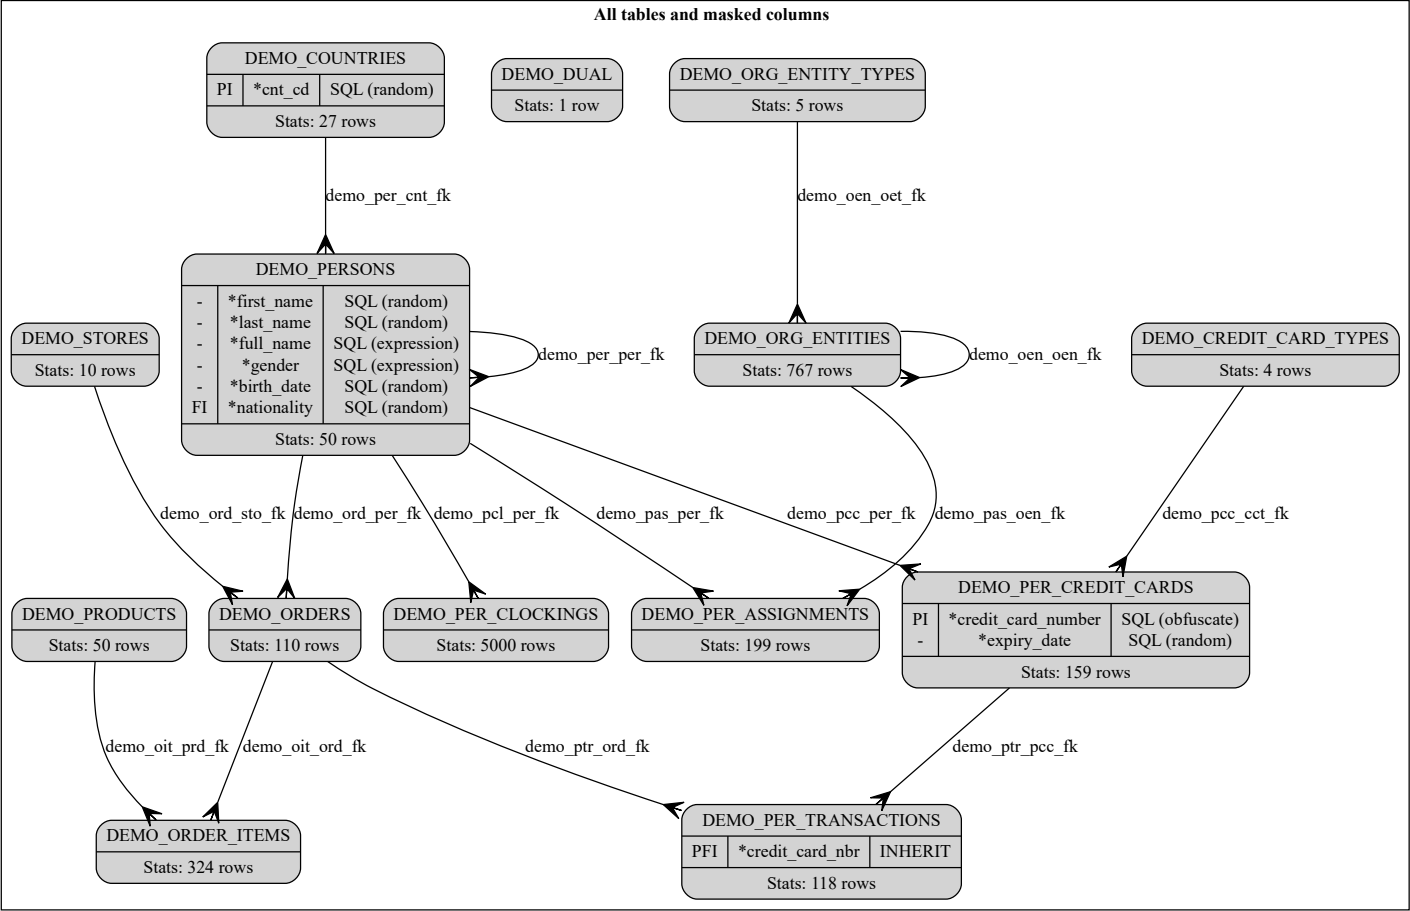 All tables and masked columns
DEMO_COUNTRIES
PI *cnt_cd SQL (random)
Stats: 27 rows
DEMO_DUAL
Stats: 1 row
DEMO_ORG_ENTITY_TYPES
Stats: 5 rows
demo_per_cnt_fk
demo_oen_oet_fk
DEMO_PERSONS
- *first_name SQL (random)
- *last_name SQL (random)
- *full_name SQL (expression)
- *gender SQL (expression)
- *birth_date SQL (random)
FI *nationality SQL (random)
Stats: 50 rows
demo_per_per_fk
DEMO_STORES
Stats: 10 rows
DEMO_ORG_ENTITIES
Stats: 767 rows
demo_oen_oen_fk
DEMO_CREDIT_CARD_TYPES
Stats: 4 rows
demo_ord_sto_fk
demo_ord_per_fk
demo_pcl_per_fk
demo_pas_per_fk
demo_pcc_per_fk
demo_pas_oen_fk
demo_pcc_cct_fk
DEMO_PRODUCTS
Stats: 50 rows
DEMO_ORDERS
Stats: 110 rows
DEMO_PER_CLOCKINGS
Stats: 5000 rows
DEMO_PER_ASSIGNMENTS
Stats: 199 rows
DEMO_PER_CREDIT_CARDS
PI *credit_card_number SQL (obfuscate)
- *expiry_date SQL (random)
Stats: 159 rows
demo_oit_prd_fk
demo_oit_ord_fk
demo_ptr_ord_fk
demo_ptr_pcc_fk
DEMO_ORDER_ITEMS
Stats: 324 rows
DEMO_PER_TRANSACTIONS
PFI *credit_card_nbr INHERIT
Stats: 118 rows